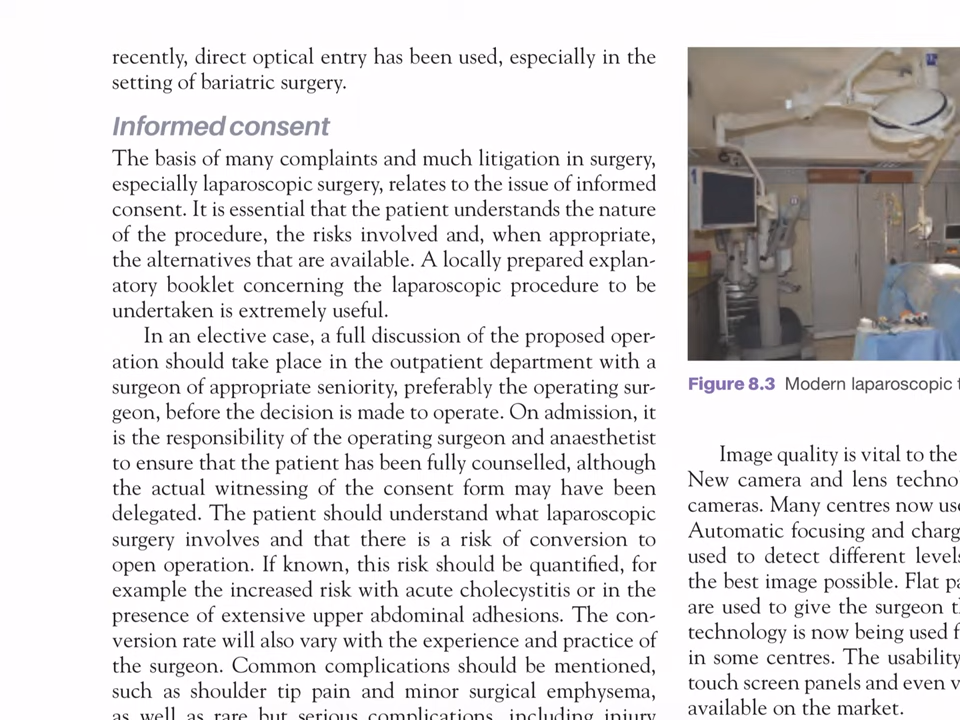 recently, direct optical entry has been used, especially in the
setting of bariatric surgery.
Informed consent
The basis of many complaints and much litigation in surgery,
especially laparoscopic surgery, relates to the issue of informed
consent. It is essential that the patient understands the nature
of the procedure, the risks involved and, when appropriate,
the alternatives that are available. A locally prepared explan-
atory booklet concerning the laparoscopic procedure to be
undertaken is extremely useful.
In an elective case, a full discussion of the proposed oper-
ation should take place in the outpatient department with a
surgeon of appropriate seniority, preferably the operating sur-
geon, before the decision is made to operate. On admission, it
is the responsibility of the operating surgeon and anaesthetist
to ensure that the patient has been fully counselled, although
the actual witnessing of the consent form may have been
delegated. The patient should understand what laparoscopic
surgery involves and that there is a risk of conversion to
open operation. If known, this risk should be quantified, for
example the increased risk with acute cholecystitis or in the
presence of extensive upper abdominal adhesions. The con-
version rate will also vary with the experience and practice of
the surgeon. Common complications should be mentioned,
such as shoulder tip pain and minor surgical emphysema,
as well as rare but serious complications, including injury
Figure 8.3 Modern laparoscopic
Image quality is vital to the
New camera and lens
cameras. Many centres now
Automatic focusing and
used to detect different levels
the best image possible. Flat
are used to give the surgeon
technology is now being used
in some centres. The usability
touch screen panels and even
available on the market.